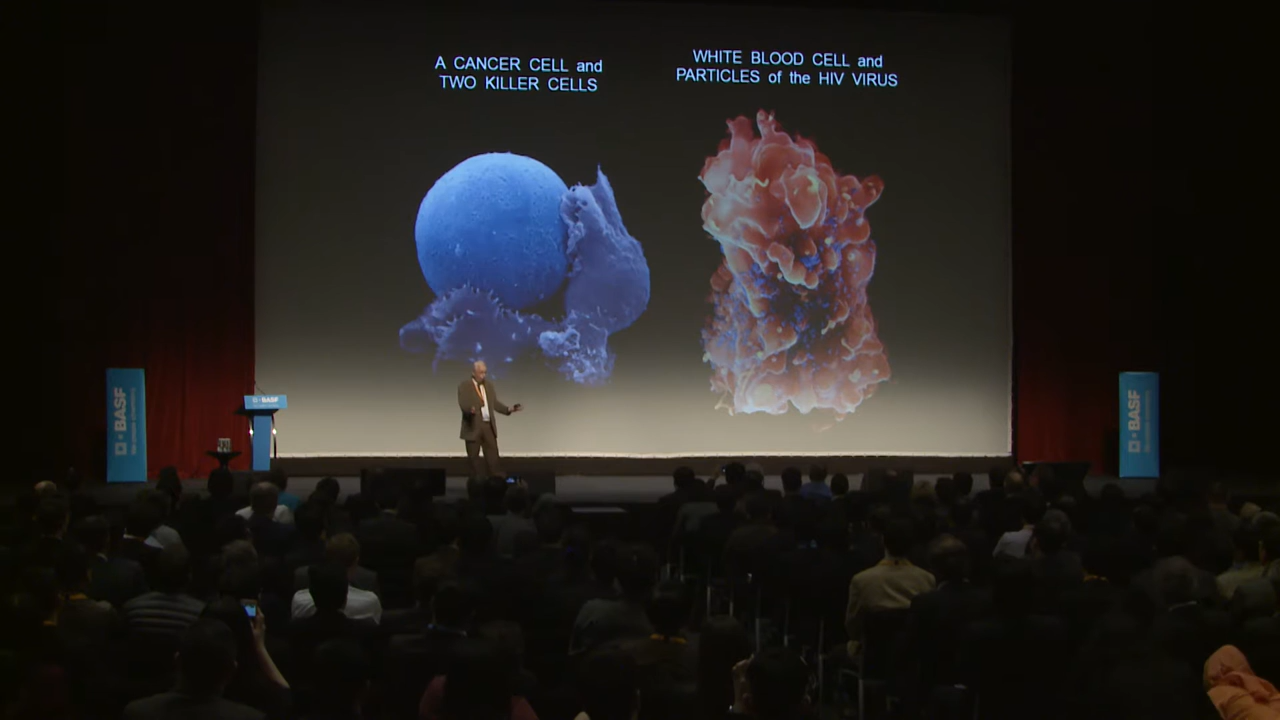 A CANCER CELL and
TWO KILLER CELLS
WHITE BLOOD CELL and
PARTICLES of the HIV VIRUS
BASF
BASF
BASF